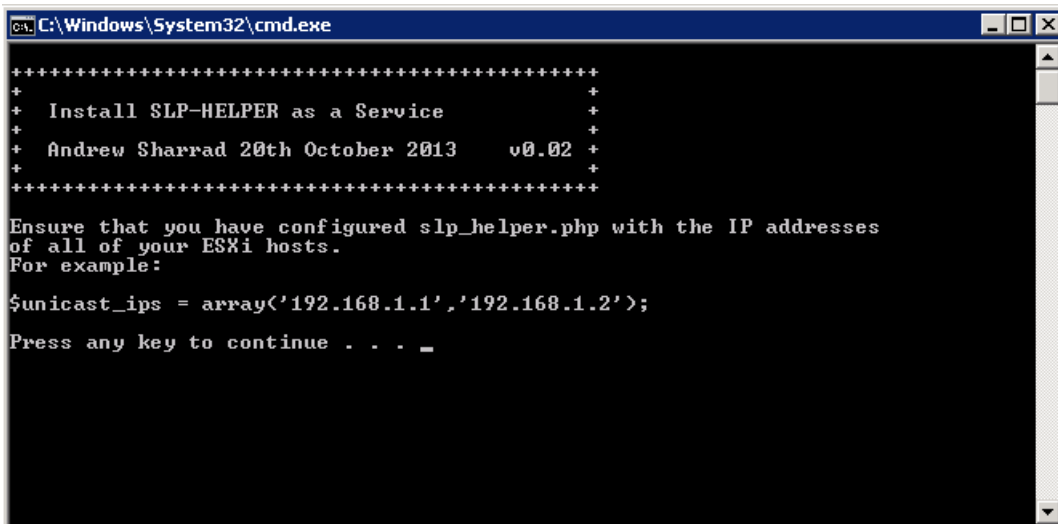 C:\Windows\System32\cmd.exe
++++++++++++++++++++++++++++++++++++++++++++++
+                                            +
+  Install SLP-HELPER as a Service           +
+                                            +
+  Andrew Sharrad 20th October 2013    v0.02 +
+                                            +
++++++++++++++++++++++++++++++++++++++++++++++
Ensure that you have configured slp_helper.php with the IP addresses
of all of your ESXi hosts.
For example:
$unicast_ips = array('192.168.1.1','192.168.1.2');
Press any key to continue . . . _